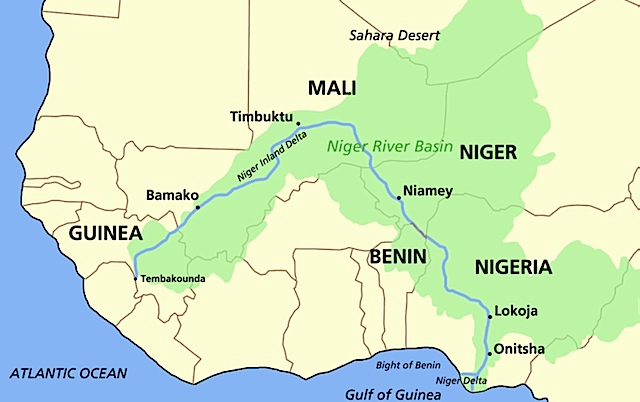 Sahara Desert
MALI
Timbuktu
Niger Inland Delta
Niger River Basin
NIGER
Bamako
Niamey
GUINEA
BENIN
NIGERIA
Tembakounda
Lokoja
Onitsha
Bight of Benin
ATLANTIC OCEAN
Niger Delta
Gulf of Guinea